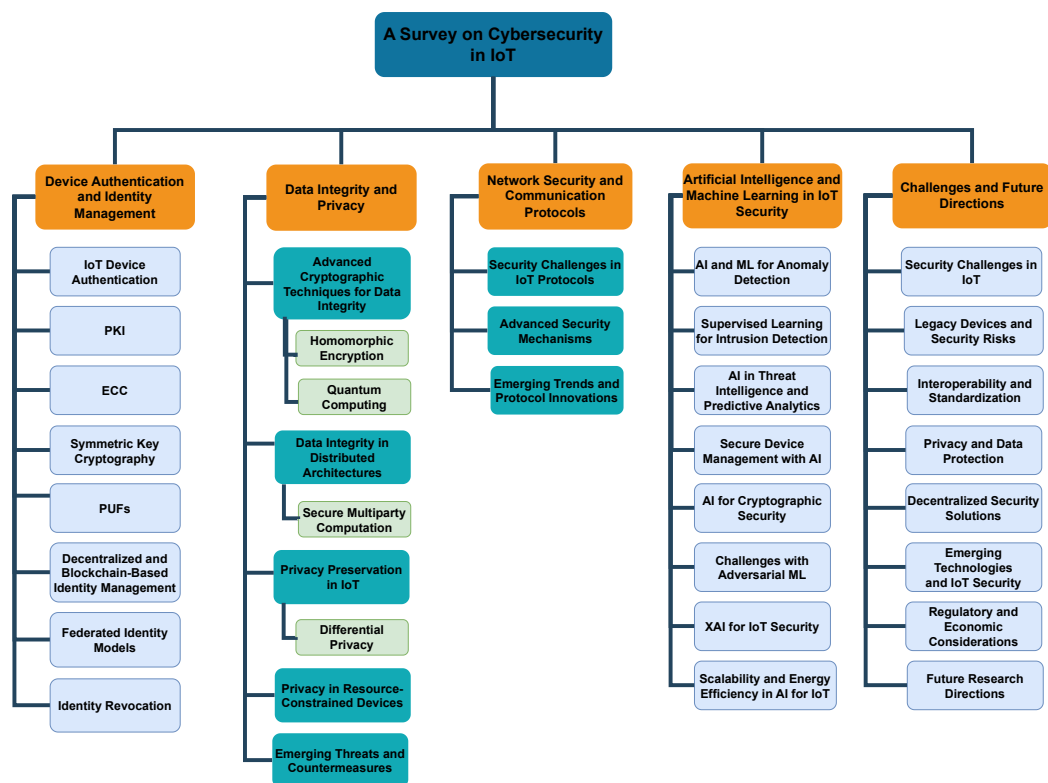 A Survey on Cybersecurity
in IoT
Device Authentication
and Identity
Management
IoT Device
Authentication
PKI
ECC
Symmetric Key
Cryptography
PUFs
Decentralized and
Blockchain-Based
Identity Management
Federated Identity
Models
Identity Revocation
Data Integrity and
Privacy
Advanced
Cryptographic
Techniques for Data
Integrity
Homomorphic
Encryption
Quantum
Computing
Data Integrity in
Distributed
Architectures
Secure Multiparty
Computation
Privacy Preservation
in IoT
Differential
Privacy
Privacy in Resource-
Constrained Devices
Emerging Threats and
Countermeasures
Network Security and
Communication
Protocols
Security Challenges in
IoT Protocols
Advanced Security
Mechanisms
Emerging Trends and
Protocol Innovations
Artificial Intelligence and
Machine Learning in IoT
Security
AI and ML for Anomaly
Detection
Supervised Learning
for Intrusion Detection
AI in Threat
Intelligence and
Predictive Analytics
Secure Device
Management with AI
AI for Cryptographic
Security
Challenges with
Adversarial ML
XAI for IoT Security
Scalability and Energy
Efficiency in AI for IoT
Challenges and Future
Directions
Security Challenges in
IoT
Legacy Devices and
Security Risks
Interoperability and
Standardization
Privacy and Data
Protection
Decentralized Security
Solutions
Emerging
Technologies
and IoT Security
Regulatory and
Economic
Considerations
Future Research
Directions